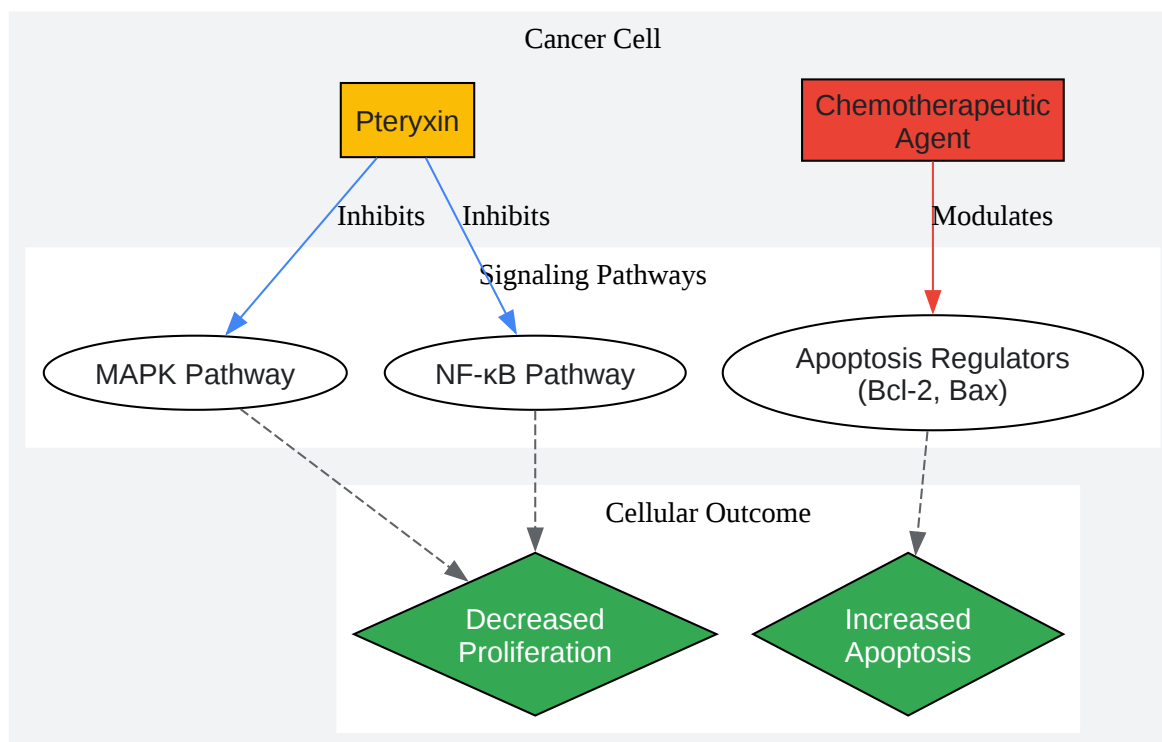 Cancer Cell
Pteryxin
Chemotherapeutic
Agent
Inhibits
Inhibits
Modulates
Signaling Pathways
MAPK Pathway
NF-κB Pathway
Apoptosis Regulators
(Bcl-2, Bax)
Cellular Outcome
Decreased
Proliferation
Increased
Apoptosis